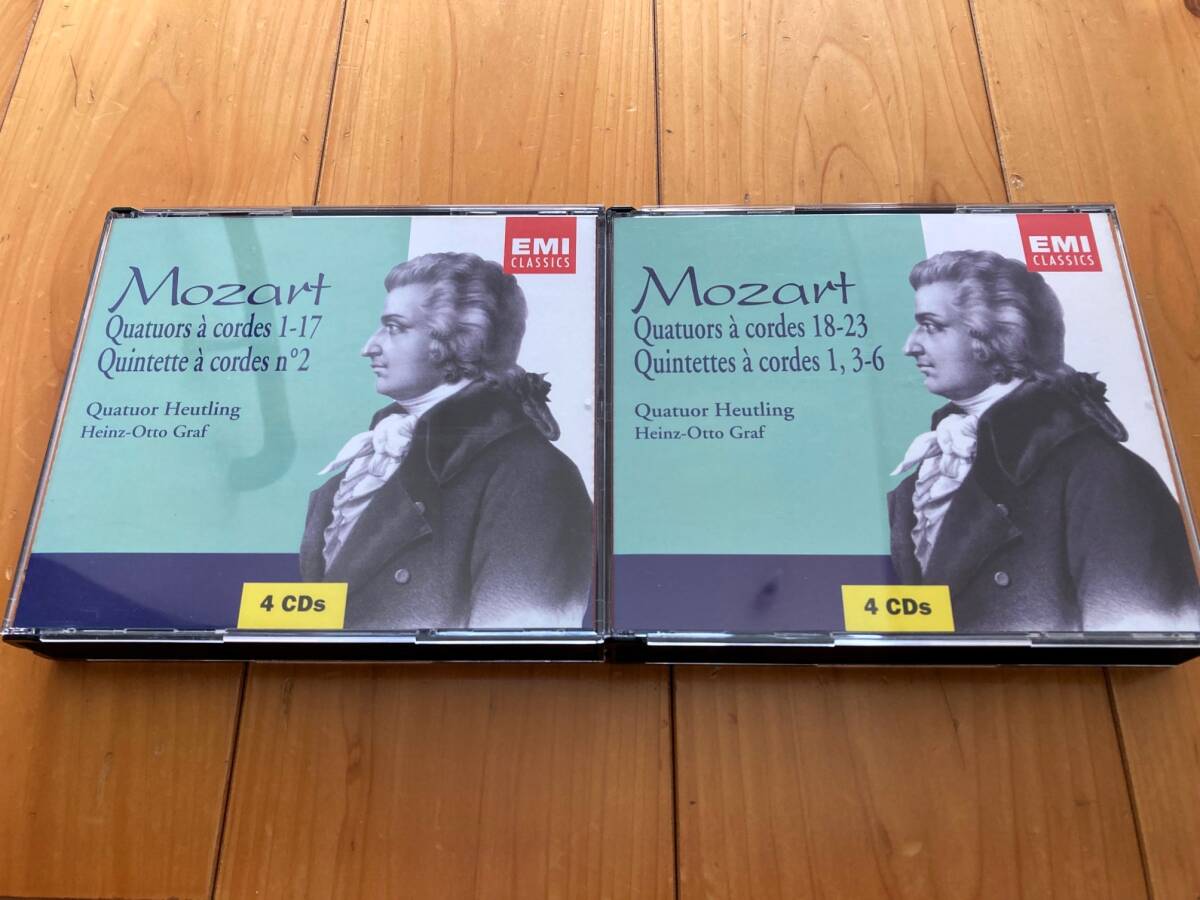 EMI
CLASSICS
Mozart
Quatuors à cordes 1-17
Quintette à cordes nº2
Quatuor Heutling
Heinz-Otto Graf
4 CDs
EMI
CLASSICS
Mozart
Quatuors à cordes 18-23
Quintettes à cordes 1, 3-6
Quatuor Heutling
Heinz-Otto Graf
4 CDs